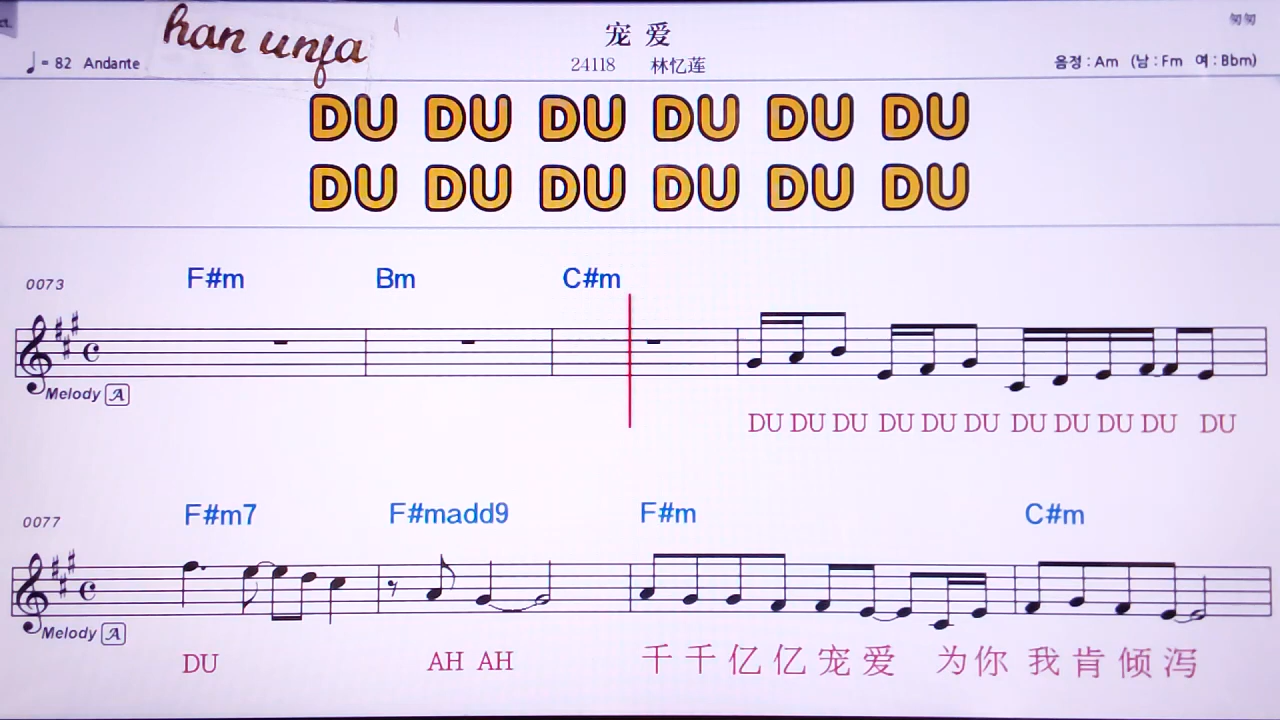 han unfa
宠 爱
匆匆
♩= 82 Andante
24118 林忆莲
음정 : Am (남 : Fm 여 : Bbm)
DU DU DU DU DU DU
DU DU DU DU DU DU
0073 F#m Bm C#m
Melody A
DU DU DU DU DU DU DU DU DU DU DU
0077 F#m7 F#madd9 F#m C#m
Melody A
DU AH AH 千 千 亿 亿 宠 爱 为 你 我 肯 倾 泻